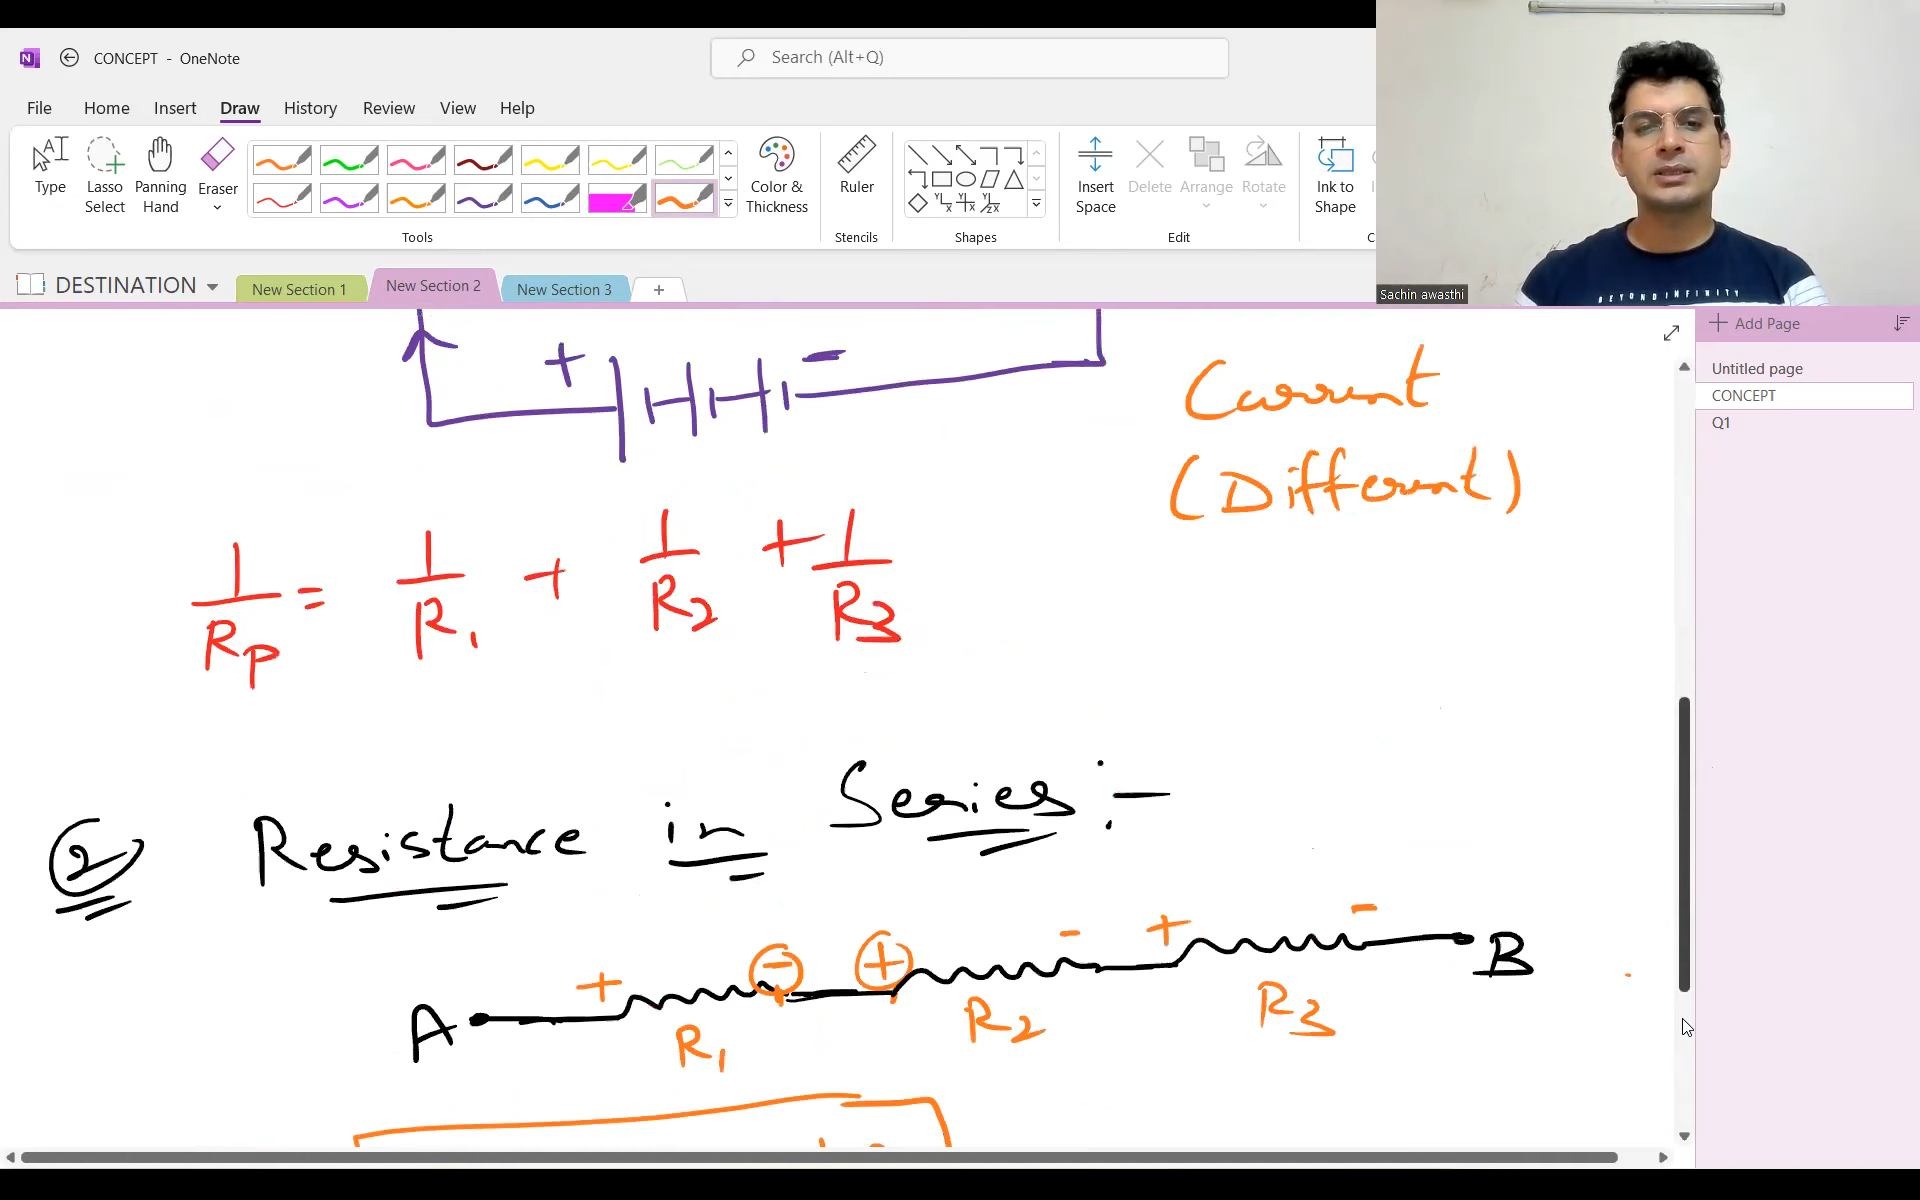 CONCEPT - OneNote
Search (Alt+Q)
File Home Insert Draw History Review View Help
Type
Lasso Select
Panning Hand
Eraser
Color & Thickness
Ruler
Insert Space
Delete
Arrange
Rotate
Ink to Shape
Tools
Stencils
Shapes
Edit
DESTINATION
New Section 1
New Section 2
New Section 3
BEYONDINFINITY
Sachin awasthi
Add Page
Untitled page
CONCEPT
Q1
+ -
Current
(Different)
1/Rp = 1/R1 + 1/R2 + 1/R3
2 Resistance in Series :-
+ - + - + -
A B
R1 R2 R3